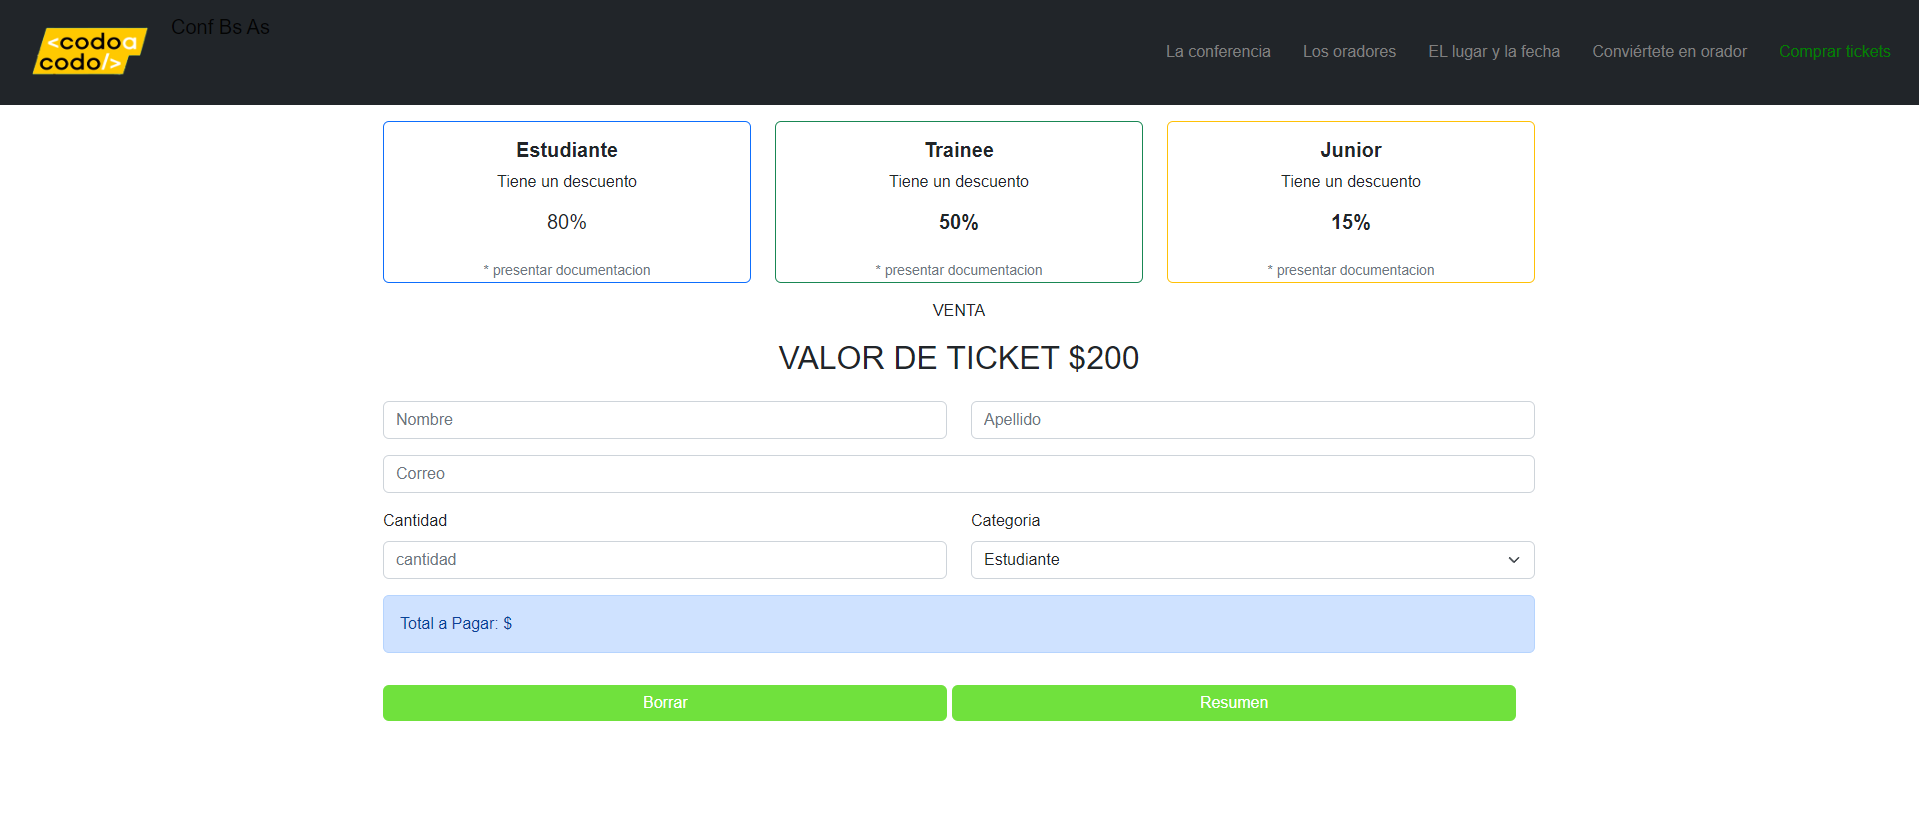 <codo a
codo/>
Conf Bs As
La conferencia
Los oradores
EL lugar y la fecha
Conviértete en orador
Comprar tickets
Estudiante
Tiene un descuento
80%
* presentar documentacion
Trainee
Tiene un descuento
50%
* presentar documentacion
Junior
Tiene un descuento
15%
* presentar documentacion
VENTA
VALOR DE TICKET $200
Nombre
Apellido
Correo
Cantidad
Categoria
cantidad
Estudiante
Total a Pagar: $
Borrar
Resumen